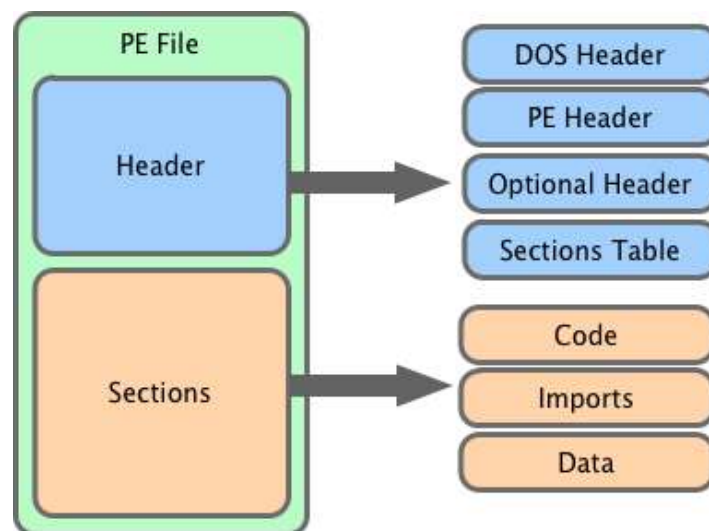 PE File
Header
Sections
DOS Header
PE Header
Optional Header
Sections Table
Code
Imports
Data